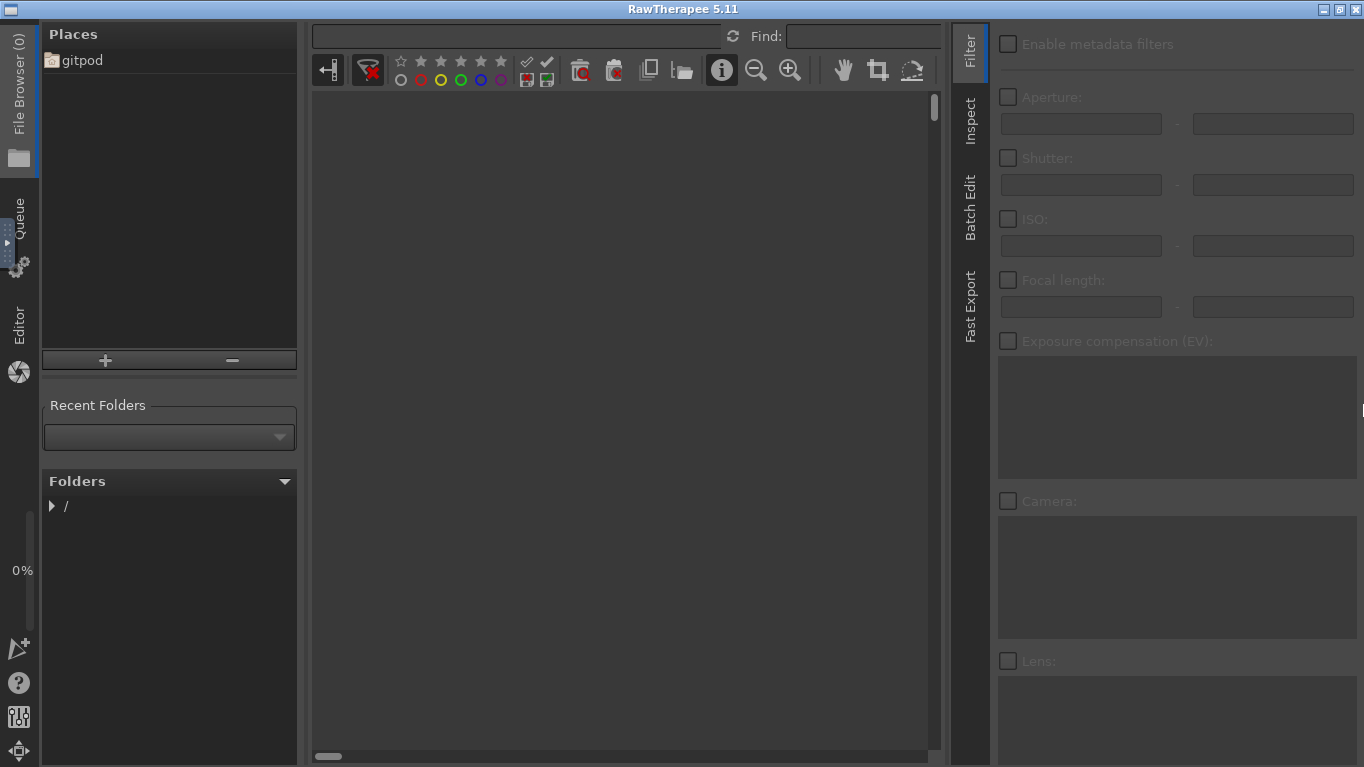 RawTherapee 5.11
File Browser (0)
Queue
Editor
0%
Places
gitpod
Recent Folders
Folders
/
Find:
Filter
Inspect
Batch Edit
Fast Export
Enable metadata filters
Aperture:
-
Shutter:
-
ISO:
-
Focal length:
-
Exposure compensation (EV):
Camera:
Lens: